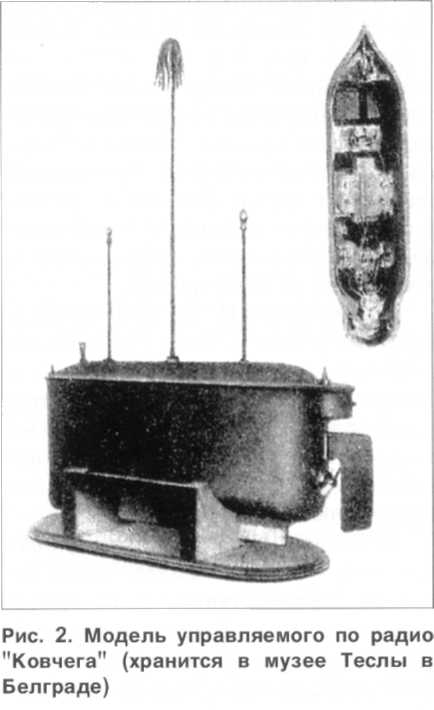 Рис. 2. Модель управляемого по радио
"Ковчега" (хранится в музее Теслы в
Белграде)